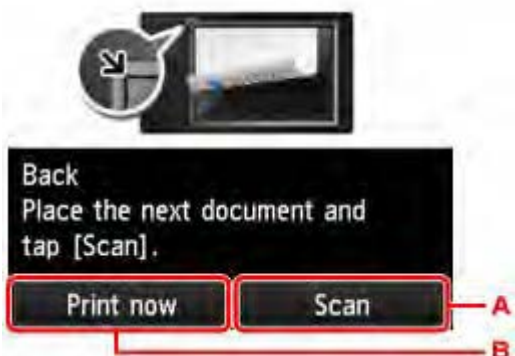 Back
Place the next document and
tap [Scan].
Print now Scan A
B